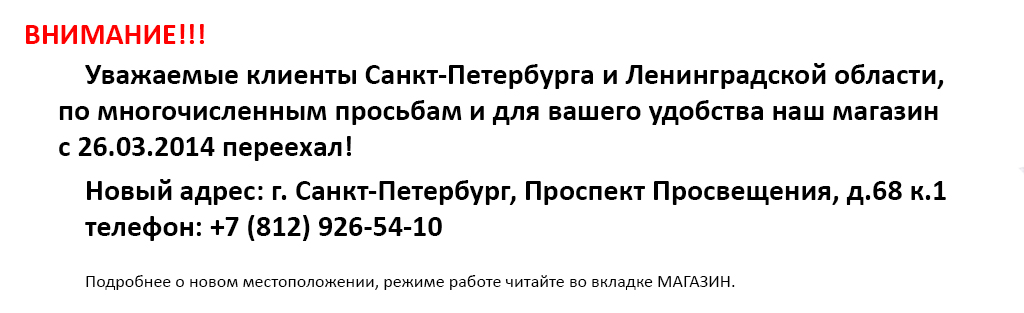 ВНИМАНИЕ!!!
Уважаемые клиенты Санкт-Петербурга и Ленинградской области,
по многочисленным просьбам и для вашего удобства наш магазин
с 26.03.2014 переехал!
Новый адрес: г. Санкт-Петербург, Проспект Просвещения, д.68 к.1
телефон: +7 (812) 926-54-10
Подробнее о новом местоположении, режиме работе читайте во вкладке МАГАЗИН.